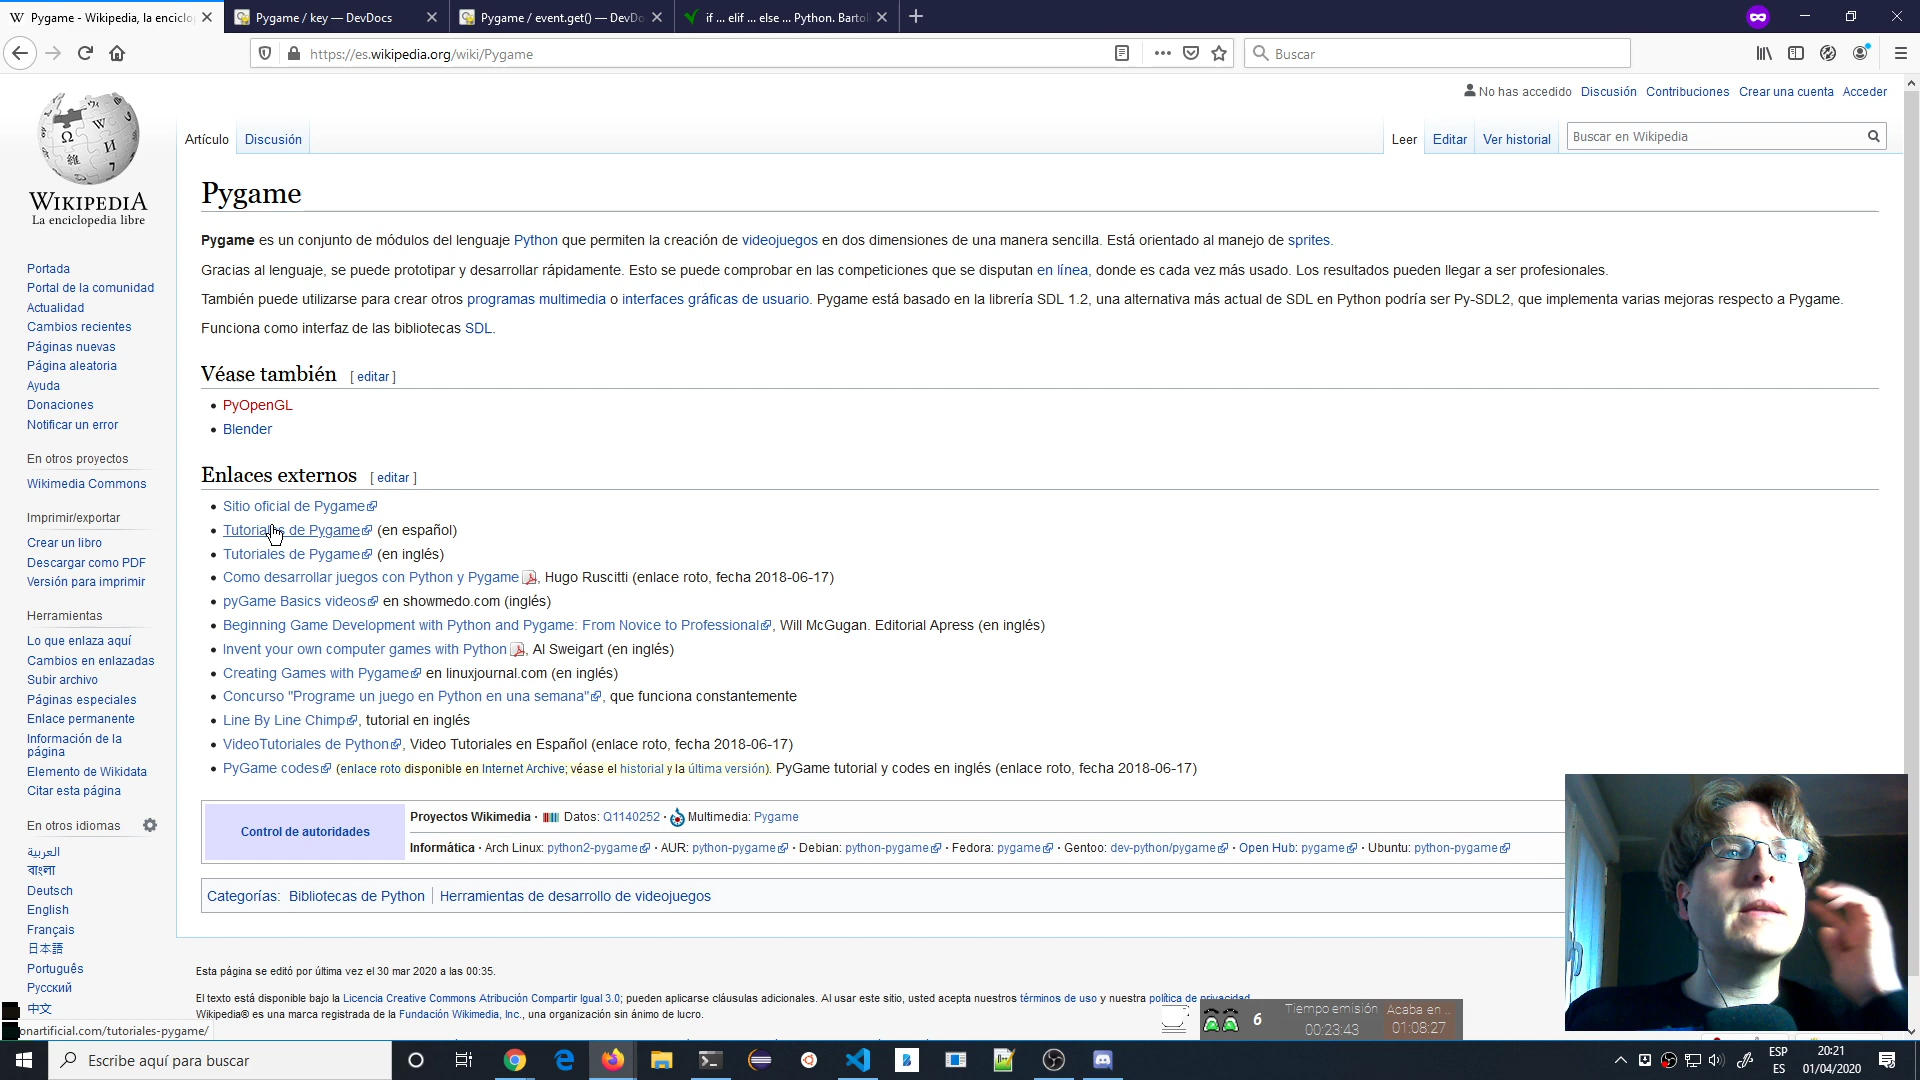 Pygame - Wikipedia, la enciclo
Pygame / key — DevDocs
Pygame / event.get() — DevDo
if ... elif ... else ... Python. Bartol
https://es.wikipedia.org/wiki/Pygame
Buscar
No has accedido Discusión Contribuciones Crear una cuenta Acceder
Artículo Discusión
Leer Editar Ver historial
Buscar en Wikipedia
WIKIPEDIA
La enciclopedia libre
Portada
Portal de la comunidad
Actualidad
Cambios recientes
Páginas nuevas
Página aleatoria
Ayuda
Donaciones
Notificar un error
En otros proyectos
Wikimedia Commons
Imprimir/exportar
Crear un libro
Descargar como PDF
Versión para imprimir
Herramientas
Lo que enlaza aquí
Cambios en enlazadas
Subir archivo
Páginas especiales
Enlace permanente
Información de la
página
Elemento de Wikidata
Citar esta página
En otros idiomas
العربية
বাংলা
Deutsch
English
Français
日本語
Português
Русский
中文
Pygame
Pygame es un conjunto de módulos del lenguaje Python que permiten la creación de videojuegos en dos dimensiones de una manera sencilla. Está orientado al manejo de sprites.
Gracias al lenguaje, se puede prototipar y desarrollar rápidamente. Esto se puede comprobar en las competiciones que se disputan en línea, donde es cada vez más usado. Los resultados pueden llegar a ser profesionales.
También puede utilizarse para crear otros programas multimedia o interfaces gráficas de usuario. Pygame está basado en la librería SDL 1.2, una alternativa más actual de SDL en Python podría ser Py-SDL2, que implementa varias mejoras respecto a Pygame.
Funciona como interfaz de las bibliotecas SDL.
Véase también [ editar ]
PyOpenGL
Blender
Enlaces externos [ editar ]
Sitio oficial de Pygame
Tutoriales de Pygame (en español)
Tutoriales de Pygame (en inglés)
Como desarrollar juegos con Python y Pygame, Hugo Ruscitti (enlace roto, fecha 2018-06-17)
pyGame Basics videos en showmedo.com (inglés)
Beginning Game Development with Python and Pygame: From Novice to Professional, Will McGugan. Editorial Apress (en inglés)
Invent your own computer games with Python, Al Sweigart (en inglés)
Creating Games with Pygame en linuxjournal.com (en inglés)
Concurso "Programe un juego en Python en una semana", que funciona constantemente
Line By Line Chimp, tutorial en inglés
VideoTutoriales de Python, Video Tutoriales en Español (enlace roto, fecha 2018-06-17)
PyGame codes (enlace roto disponible en Internet Archive; véase el historial y la última versión). PyGame tutorial y codes en inglés (enlace roto, fecha 2018-06-17)
Control de autoridades
Proyectos Wikimedia · Datos: Q1140252 · Multimedia: Pygame
Informática · Arch Linux: python2-pygame · AUR: python-pygame · Debian: python-pygame · Fedora: pygame · Gentoo: dev-python/pygame · Open Hub: pygame · Ubuntu: python-pygame
Categorías: Bibliotecas de Python | Herramientas de desarrollo de videojuegos
Esta página se editó por última vez el 30 mar 2020 a las 00:35.
El texto está disponible bajo la Licencia Creative Commons Atribución Compartir Igual 3.0; pueden aplicarse cláusulas adicionales. Al usar este sitio, usted acepta nuestros términos de uso y nuestra política de privacidad.
Wikipedia® es una marca registrada de la Fundación Wikimedia, Inc., una organización sin ánimo de lucro.
onartificial.com/tutoriales-pygame/
6
Tiempo emisión
00:23:43
Acaba en ..
01:08:27
Escribe aquí para buscar
ESP
ES
20:21
01/04/2020